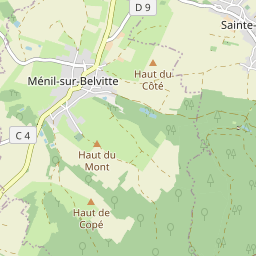 D 9
Sainte-
Ménil-sur-Belvitte
Haut du
Côté
C 4
Haut du
Mont
Haut de
Copé